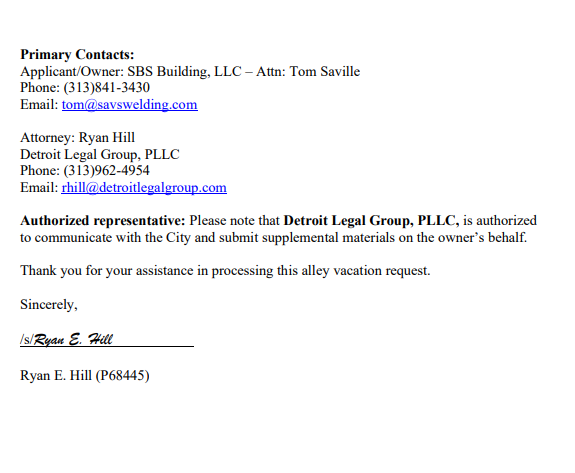 Primary Contacts:
Applicant/Owner: SBS Building, LLC – Attn: Tom Saville
Phone: (313)841-3430
Email: tom@savswelding.com
Attorney: Ryan Hill
Detroit Legal Group, PLLC
Phone: (313)962-4954
Email: rhill@detroitlegalgroup.com
Authorized representative: Please note that Detroit Legal Group, PLLC, is authorized
to communicate with the City and submit supplemental materials on the owner’s behalf.
Thank you for your assistance in processing this alley vacation request.
Sincerely,
/s/Ryan E. Hill
Ryan E. Hill (P68445)